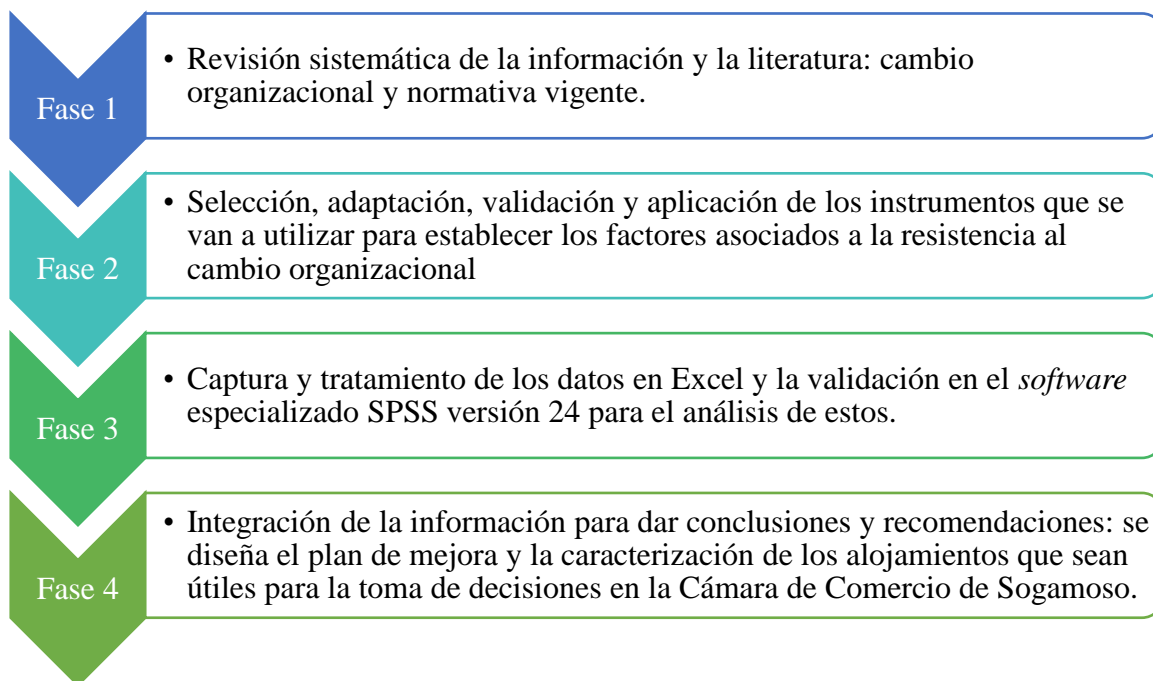 Fase 1
• Revisión sistemática de la información y la literatura: cambio
organizacional y normativa vigente.
Fase 2
• Selección, adaptación, validación y aplicación de los instrumentos que se
van a utilizar para establecer los factores asociados a la resistencia al
cambio organizacional
Fase 3
• Captura y tratamiento de los datos en Excel y la validación en el software
especializado SPSS versión 24 para el análisis de estos.
Fase 4
• Integración de la información para dar conclusiones y recomendaciones: se
diseña el plan de mejora y la caracterización de los alojamientos que sean
útiles para la toma de decisiones en la Cámara de Comercio de Sogamoso.